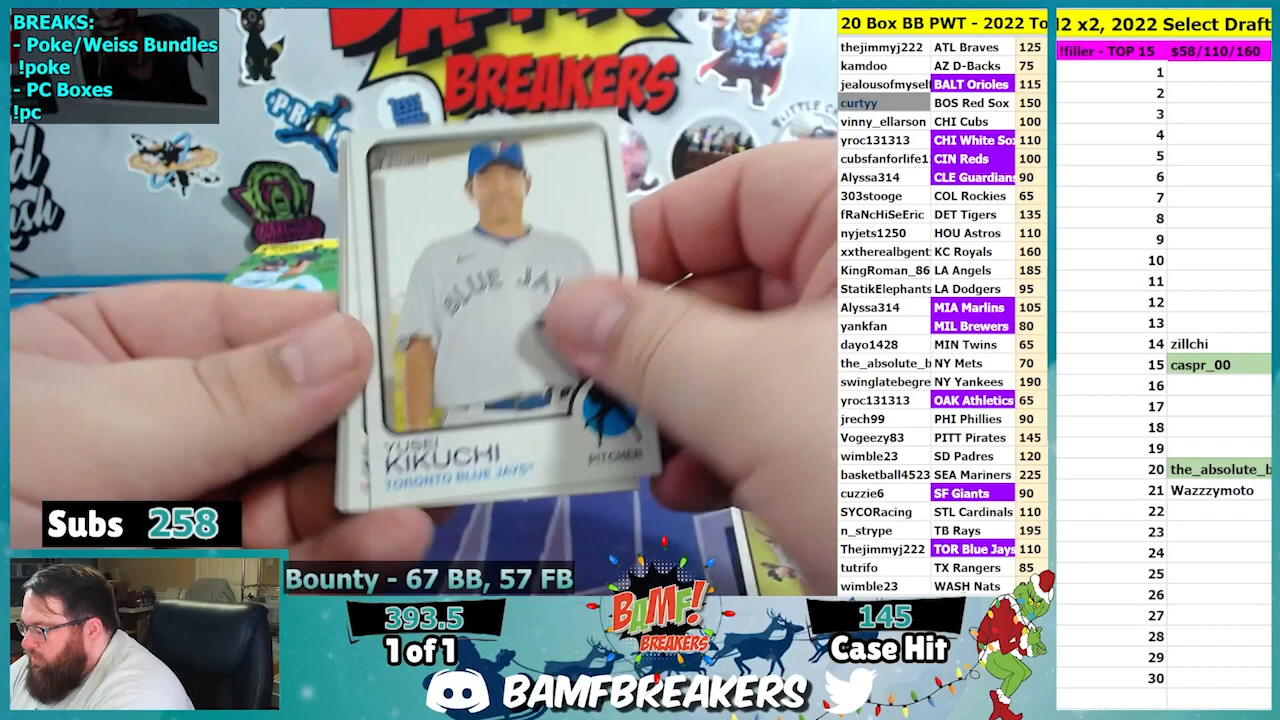 BREAKS:
- Poke/Weiss Bundles
!poke
- PC Boxes
!pc
BREAKERS
BLUE JAY
YUSEI
KIKUCHI
TORONTO BLUE JAYS
PITCHER
Subs 258
Bounty - 67 BB, 57 FB
393.5
1 of 1
BAMF!
BREAKERS
145
Case Hit
BAMFBREAKERS
20 Box BB PWT - 2022 To
thejimmyj222 ATL Braves 125
kamdoo AZ D-Backs 75
jealousofmysel BALT Orioles 115
curtyy BOS Red Sox 150
vinny_ellarson CHI Cubs 100
yroc131313 CHI White Sox 110
cubsfanforlife1 CIN Reds 100
Alyssa314 CLE Guardians 90
303stooge COL Rockies 65
fRaNcHiSeEric DET Tigers 135
nyjets1250 HOU Astros 110
xxtherealbgent KC Royals 160
KingRoman_86 LA Angels 185
StatikElephants LA Dodgers 95
Alyssa314 MIA Marlins 105
yankfan MIL Brewers 80
dayo1428 MIN Twins 65
the_absolute_b NY Mets 70
swinglatebegre NY Yankees 190
yroc131313 OAK Athletics 65
jrech99 PHI Phillies 90
Vogeezy83 PITT Pirates 145
wimble23 SD Padres 120
basketball4523 SEA Mariners 225
cuzzie6 SF Giants 90
SYCORacing STL Cardinals 110
n_strype TB Rays 195
Thejimmyj222 TOR Blue Jays 110
tutrifo TX Rangers 85
wimble23 WASH Nats
2 x2, 2022 Select Draft
!filler - TOP 15 $58/110/160
1
2
3
4
5
6
7
8
9
10
11
12
13
14 zillchi
15 caspr_00
16
17
18
19
20 the_absolute_b
21 Wazzzymoto
22
23
24
25
26
27
28
29
30